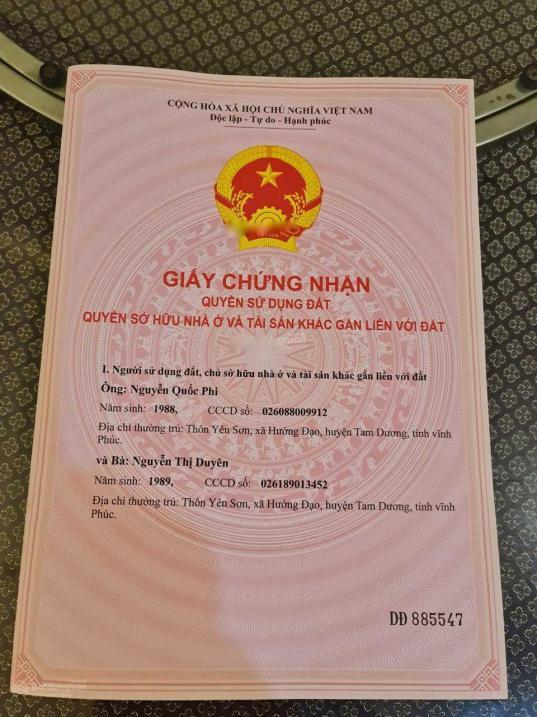 CỘNG HÒA XÃ HỘI CHỦ NGHĨA VIỆT NAM
Độc lập - Tự do - Hạnh phúc
GIẤY CHỨNG NHẬN
QUYỀN SỬ DỤNG ĐẤT
QUYỀN SỞ HỮU NHÀ Ở VÀ TÀI SẢN KHÁC GẮN LIỀN VỚI ĐẤT
I. Người sử dụng đất, chủ sở hữu nhà ở và tài sản khác gắn liền với đất
Ông: Nguyễn Quốc Phi
Năm sinh: 1988, CCCD số: 026088009912
Địa chỉ thường trú: Thôn Yên Sơn, xã Hướng Đạo, huyện Tam Dương, tỉnh vĩnh
Phúc.
và Bà: Nguyễn Thị Duyên
Năm sinh: 1989, CCCD số: 026189013452
Địa chỉ thường trú: Thôn Yên Sơn, xã Hướng Đạo, huyện Tam Dương, tỉnh vĩnh
Phúc.
DĐ 885547